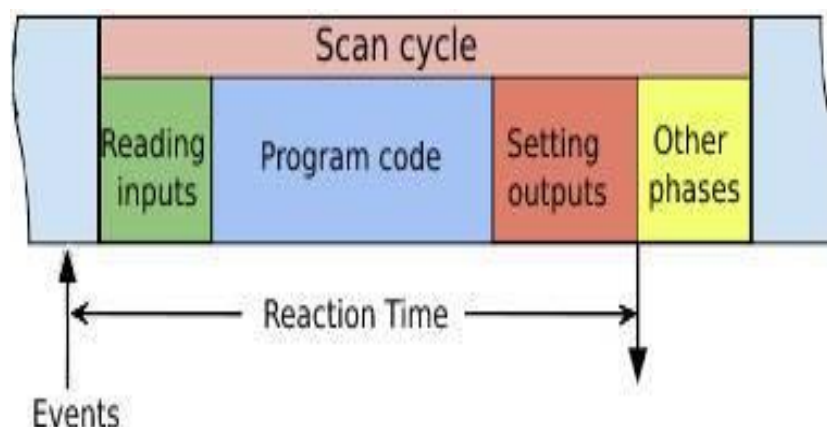 Scan cycle
Reading
inputs
Program code
Setting
outputs
Other
phases
Reaction Time
Events